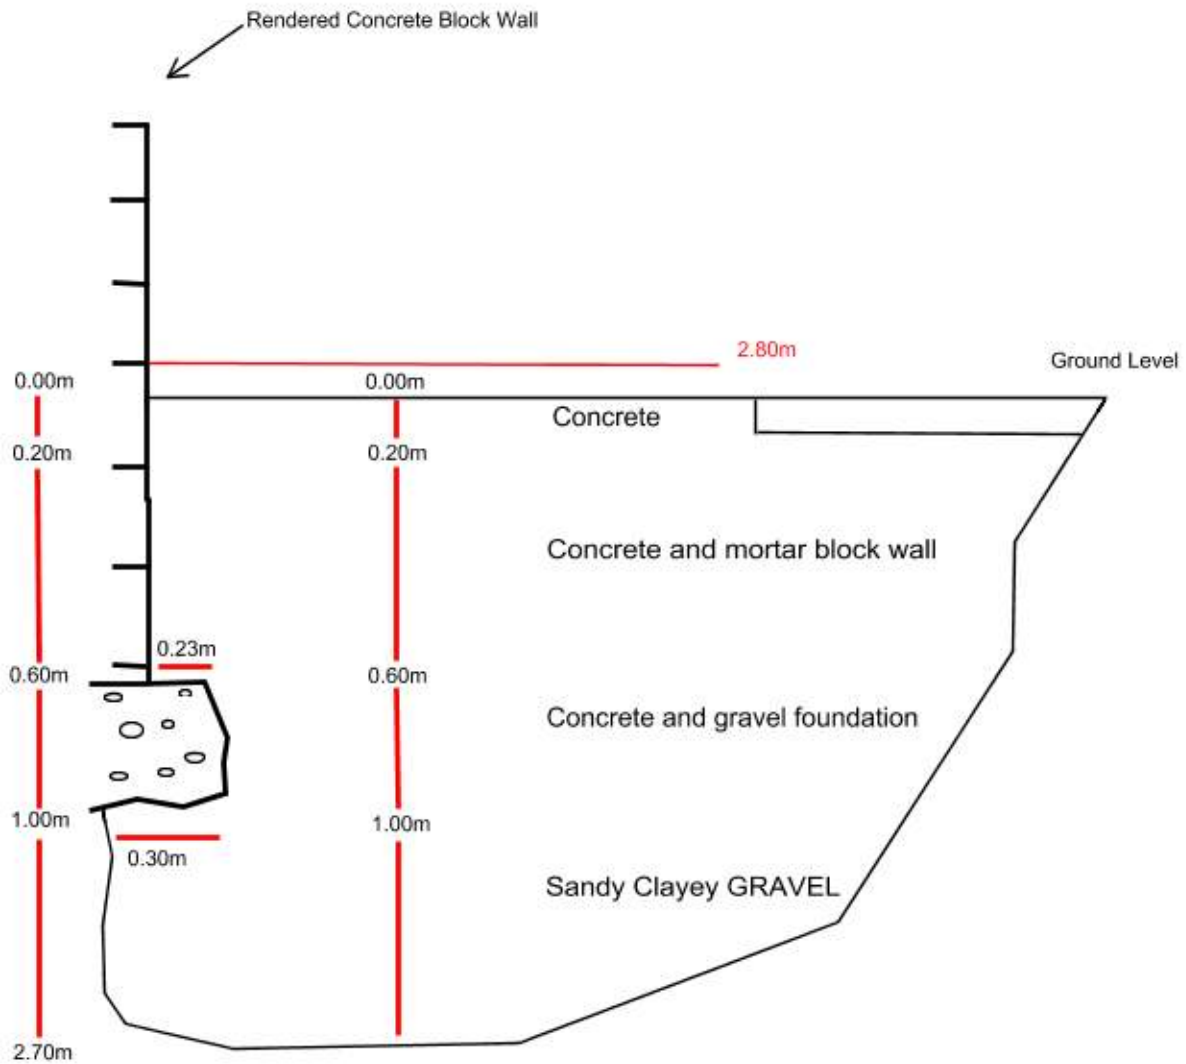 Rendered Concrete Block Wall
2.80m
Ground Level
0.00m
0.00m
Concrete
0.20m
0.20m
Concrete and mortar block wall
0.23m
0.60m
0.60m
Concrete and gravel foundation
1.00m
1.00m
0.30m
Sandy Clayey GRAVEL
2.70m